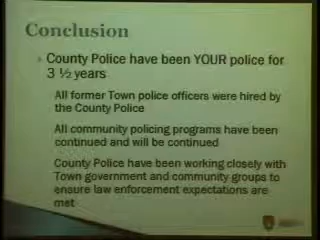 Conclusion
County Police have been YOUR police for
3 ½ years
All former Town police officers were hired by
the County Police
All community policing programs have been
continued and will be continued
County Police have been working closely with
Town government and community groups to
ensure law enforcement expectations are
met